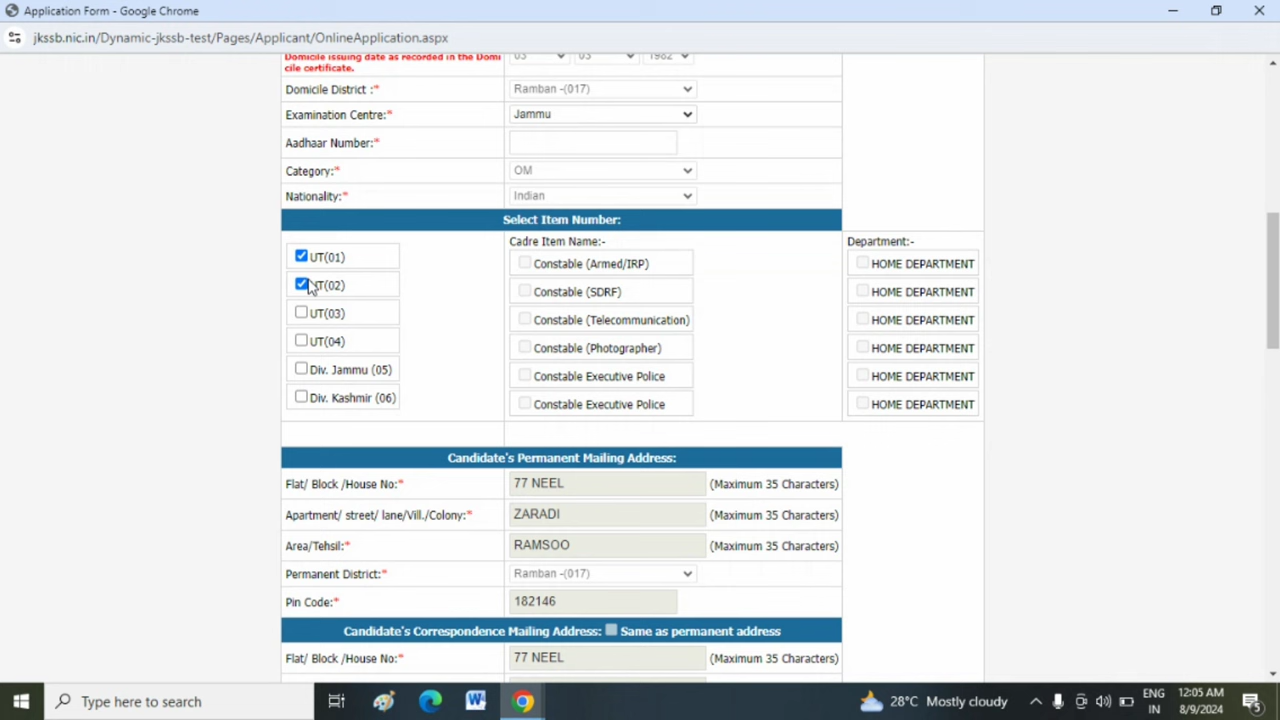 Application Form - Google Chrome
jkssb.nic.in/Dynamic-jkssb-test/Pages/Applicant/OnlineApplication.aspx
Domicile issuing date as recorded in the Domi
cile certificate.
03 03 1982
Domicile District :* Ramban -(017)
Examination Centre:* Jammu
Aadhaar Number:*
Category:* OM
Nationality:* Indian
Select Item Number:
Cadre Item Name:- Department:-
UT(01) Constable (Armed/IRP) HOME DEPARTMENT
UT(02) Constable (SDRF) HOME DEPARTMENT
UT(03) Constable (Telecommunication) HOME DEPARTMENT
UT(04) Constable (Photographer) HOME DEPARTMENT
Div. Jammu (05) Constable Executive Police HOME DEPARTMENT
Div. Kashmir (06) Constable Executive Police HOME DEPARTMENT
Candidate's Permanent Mailing Address:
Flat/ Block /House No:* 77 NEEL (Maximum 35 Characters)
Apartment/ street/ lane/Vill./Colony:* ZARADI (Maximum 35 Characters)
Area/Tehsil:* RAMSOO (Maximum 35 Characters)
Permanent District:* Ramban -(017)
Pin Code:* 182146
Candidate's Correspondence Mailing Address: Same as permanent address
Flat/ Block /House No:* 77 NEEL (Maximum 35 Characters)
Type here to search 28°C Mostly cloudy ENG IN 12:05 AM 8/9/2024 5